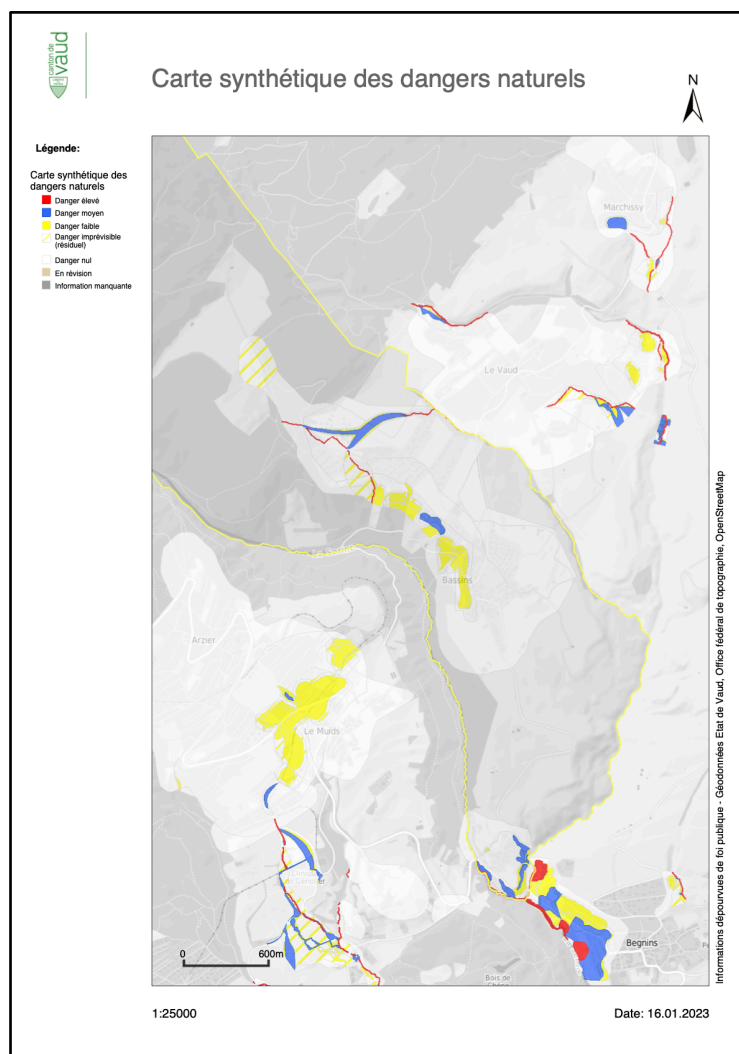 canton de
vaud
Carte synthétique des dangers naturels
N
Légende:
Carte synthétique des
dangers naturels
Danger élevé
Danger moyen
Danger faible
Danger imprévisible
(résiduel)
Danger nul
En révision
Information manquante
Marchissy
Le Vaud
Bassins
Arzier
Le Muids
Begnins
Bois de
Chêne
0
600m
Informations dépourvues de foi publique - Géodonnées Etat de Vaud, Office fédéral de topographie, OpenStreetMap
1:25000
Date: 16.01.2023